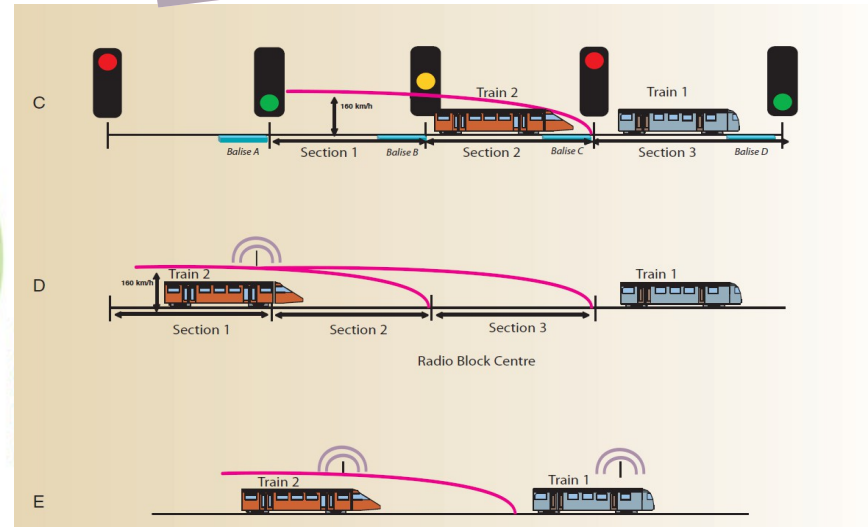 C
160 km/h
Train 2
Train 1
Balise A
Section 1
Balise B
Section 2
Balise C
Section 3
Balise D
D
160 km/h
Train 2
Train 1
Section 1
Section 2
Section 3
Radio Block Centre
E
Train 2
Train 1